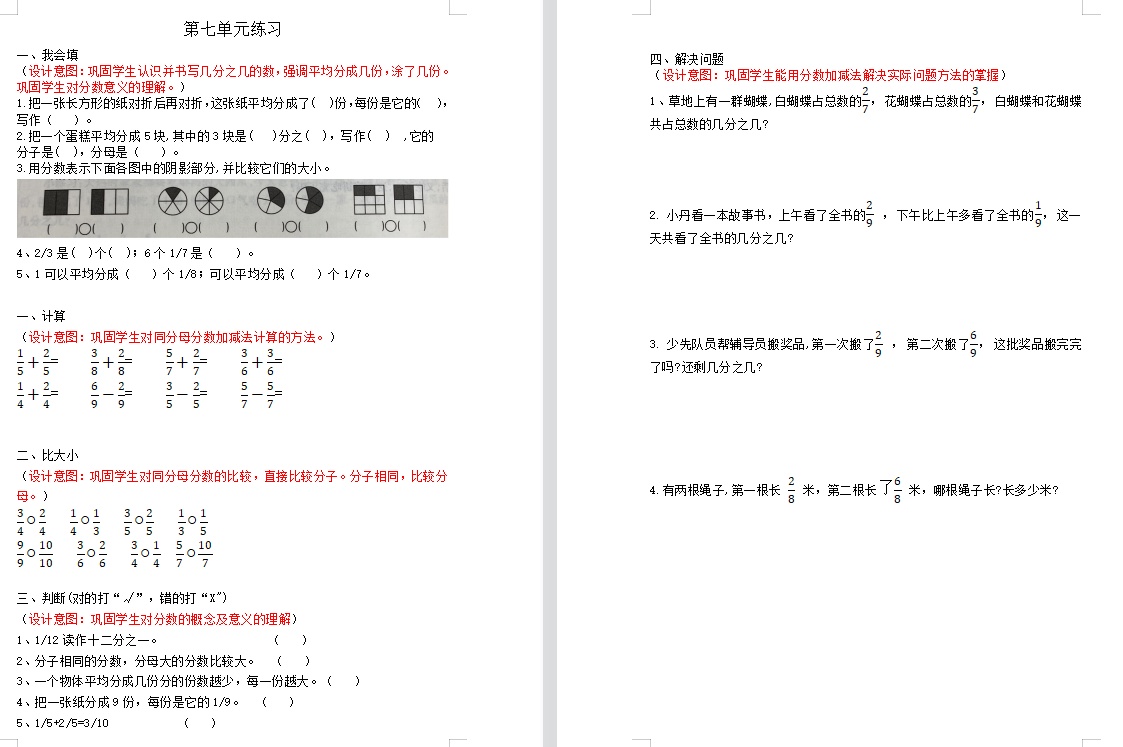 第七单元练习
一、我会填
（设计意图：巩固学生认识并书写几分之几的数，强调平均分成几份，涂了几份。
巩固学生对分数意义的理解。）
1.把一张长方形的纸对折后再对折，这张纸平均分成了(  )份，每份是它的(  )，
写作（  ）。
2.把一个蛋糕平均分成5块，其中的3块是(  )分之(  )，写作(  )，它的
分子是(  )，分母是（  ）。
3.用分数表示下面各图中的阴影部分，并比较它们的大小。
(  )○(  ) (  )○(  ) (  )○(  ) (  )○(  )
4、2/3是(  )个(  )；6个1/7是（  ）。
5、1可以平均分成（  ）个1/8；可以平均分成（  ）个1/7。
一、计算
（设计意图：巩固学生对同分母分数加减法计算的方法。）
1/5＋2/5= 3/8＋2/8= 5/7＋2/7= 3/6＋3/6=
1/4＋2/4= 6/9－2/9= 3/5－2/5= 5/7－5/7=
二、比大小
（设计意图：巩固学生对同分母分数的比较，直接比较分子。分子相同，比较分
母。）
3/4○2/4 1/4○1/3 3/5○2/5 1/3○1/5
9/9○10/10 3/6○2/6 3/4○1/4 5/7○10/7
三、判断(对的打“√”，错的打“X")
（设计意图：巩固学生对分数的概念及意义的理解）
1、1/12读作十二分之一。 （  ）
2、分子相同的分数，分母大的分数比较大。 （  ）
3、一个物体平均分成几份分的份数越少，每一份越大。（  ）
4、把一张纸分成9份，每份是它的1/9。 （  ）
5、1/5+2/5=3/10 （  ）
四、解决问题
（设计意图：巩固学生能用分数加减法解决实际问题方法的掌握）
1、草地上有一群蝴蝶,白蝴蝶占总数的2/7，花蝴蝶占总数的3/7，白蝴蝶和花蝴蝶
共占总数的几分之几?
2. 小丹看一本故事书，上午看了全书的2/9 ，下午比上午多看了全书的1/9，这一
天共看了全书的几分之几?
3. 少先队员帮辅导员搬奖品,第一次搬了2/9 ，第二次搬了6/9，这批奖品搬完完
了吗?还剩几分之几?
4.有两根绳子,第一根长 2/8 米，第二根长了6/8 米，哪根绳子长?长多少米?